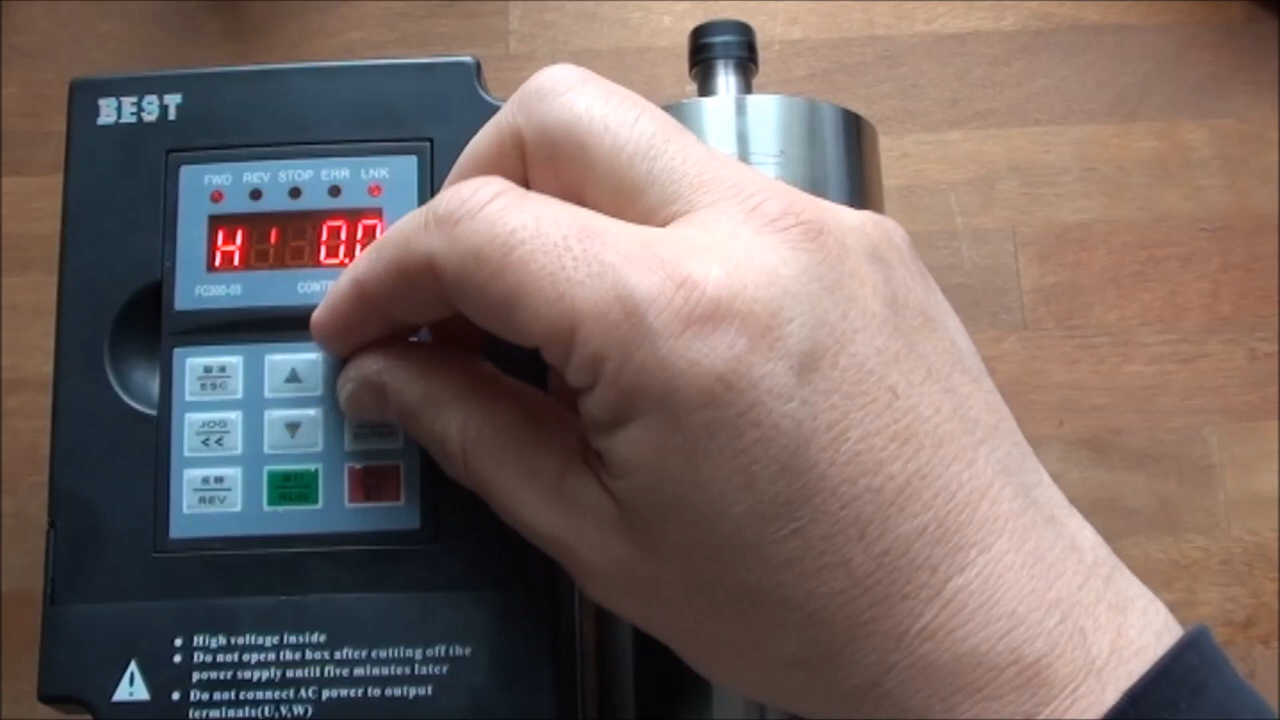 BEST
FWD REV STOP ERR LNK
H 0.0
FC300-03
ESC
JOG
<<
REV
RUN
High voltage inside
Do not open the box after cutting off the
power supply until five minutes later
Do not connect AC power to output
terminals(U,V,W)